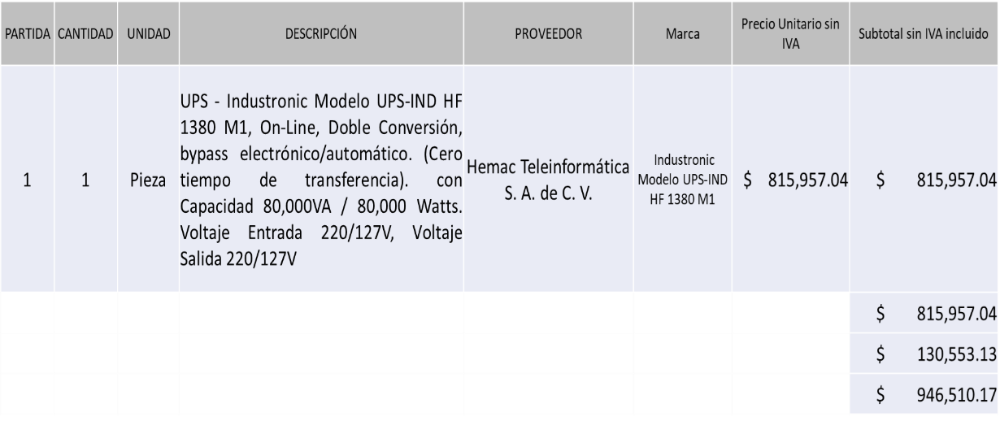 PARTIDA CANTIDAD UNIDAD DESCRIPCIÓN PROVEEDOR Marca Precio Unitario sin IVA Subtotal sin IVA incluido
1
1
Pieza
UPS - Industronic Modelo UPS-IND HF
1380 M1, On-Line, Doble Conversión,
bypass electrónico/automático. (Cero
tiempo de transferencia). con
Capacidad 80,000VA / 80,000 Watts.
Voltaje Entrada 220/127V, Voltaje
Salida 220/127V
Hemac Teleinformática
S. A. de C. V.
Industronic
Modelo UPS-IND
HF 1380 M1
$ 815,957.04
$ 815,957.04
$ 815,957.04
$ 130,553.13
$ 946,510.17